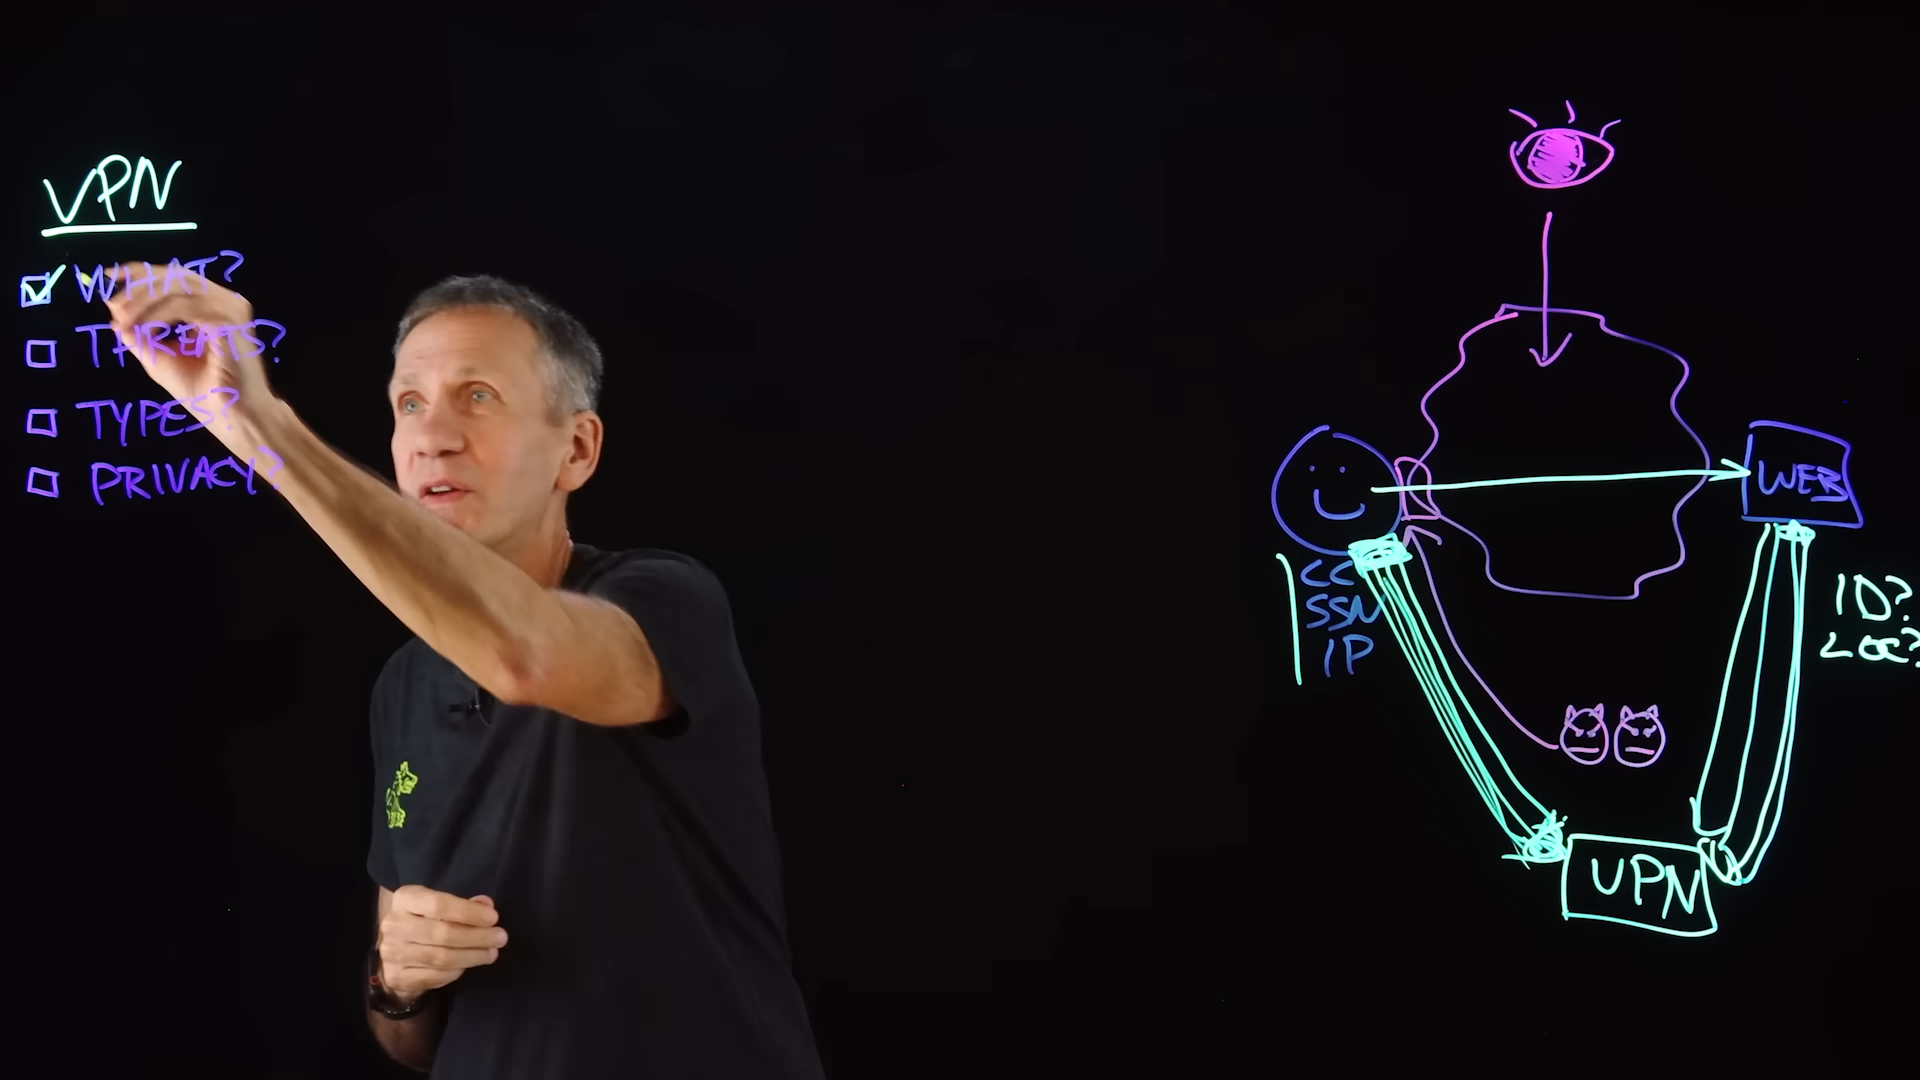 VPN
WHAT?
THREATS?
TYPES?
PRIVACY?
WEB
CC
SSN
IP
ID?
LOC?
VPN